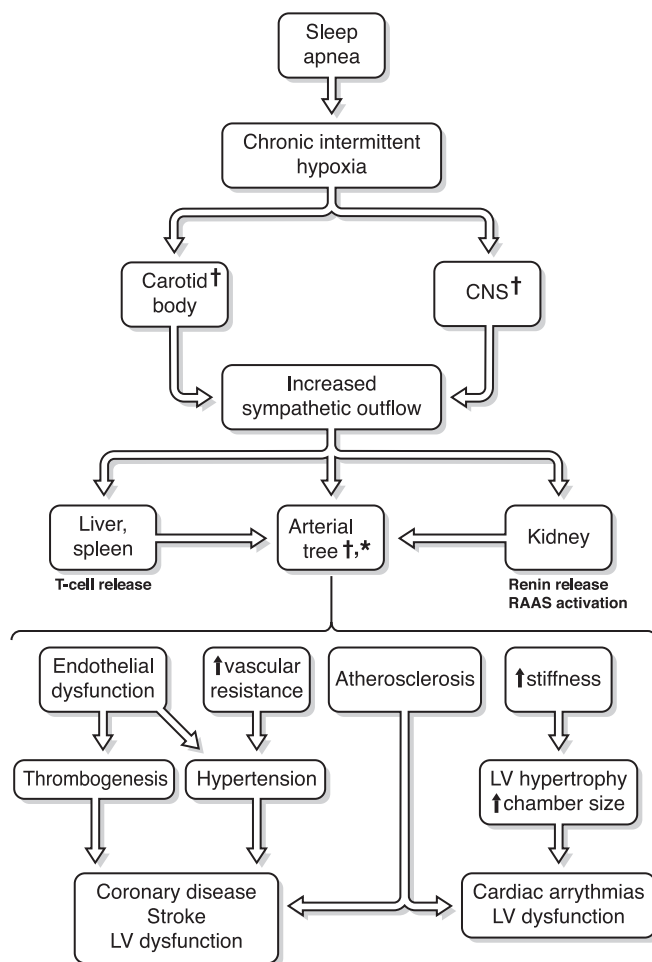 Sleep
apnea
Chronic intermittent
hypoxia
Carotid†
body
CNS†
Increased
sympathetic outflow
Liver,
spleen
T-cell release
Arterial
tree †,*
Kidney
Renin release
RAAS activation
Endothelial
dysfunction
↑vascular
resistance
Atherosclerosis
↑stiffness
Thrombogenesis
Hypertension
LV hypertrophy
↑chamber size
Coronary disease
Stroke
LV dysfunction
Cardiac arrythmias
LV dysfunction